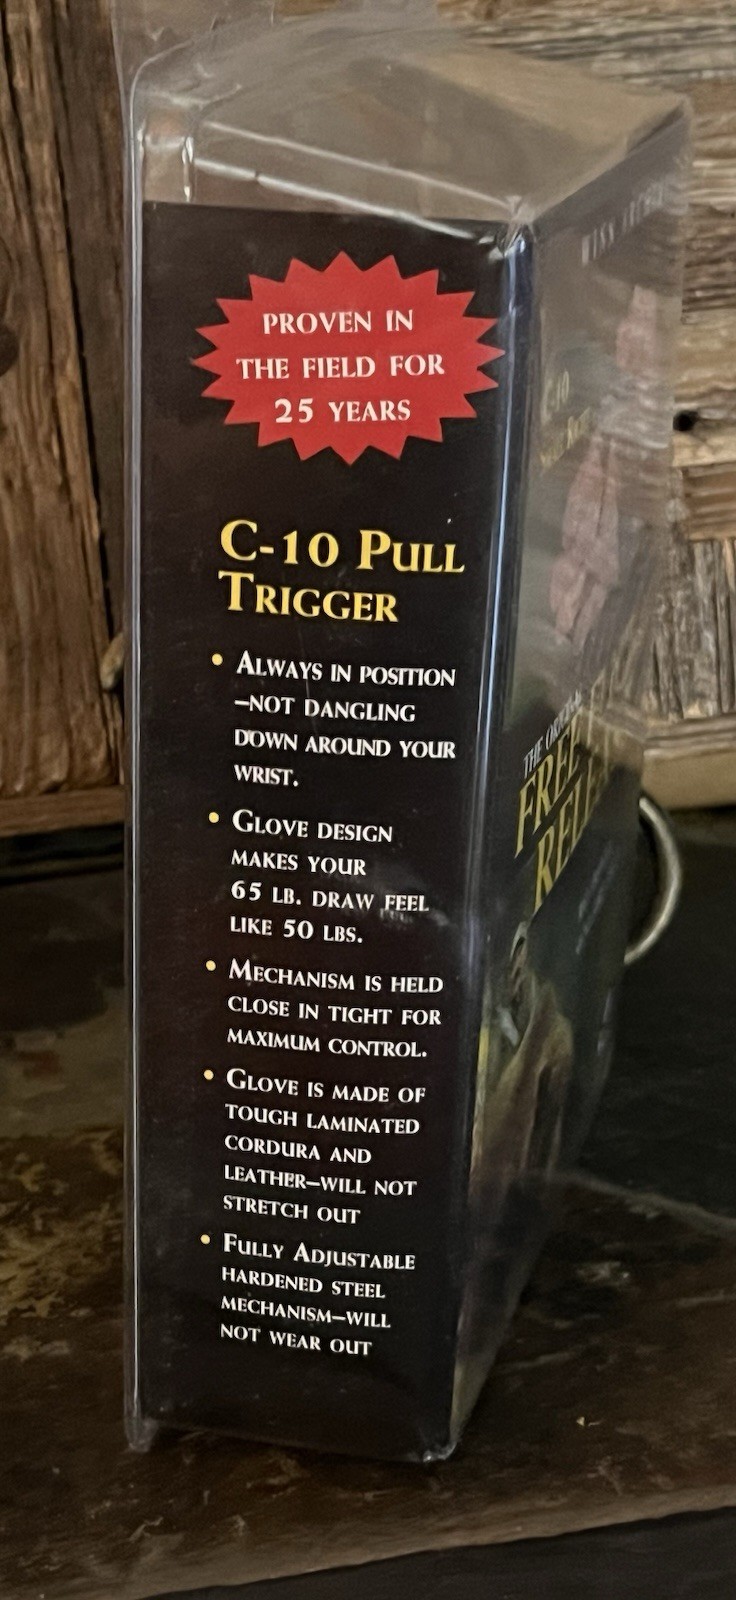 PROVEN IN
THE FIELD FOR
25 YEARS
C-10 PULL
TRIGGER
• ALWAYS IN POSITION
–NOT DANGLING
DOWN AROUND YOUR
WRIST.
• GLOVE DESIGN
MAKES YOUR
65 LB. DRAW FEEL
LIKE 50 LBS.
• MECHANISM IS HELD
CLOSE IN TIGHT FOR
MAXIMUM CONTROL.
• GLOVE IS MADE OF
TOUGH LAMINATED
CORDURA AND
LEATHER–WILL NOT
STRETCH OUT
• FULLY ADJUSTABLE
HARDENED STEEL
MECHANISM–WILL
NOT WEAR OUT
C-10
THE
FREE